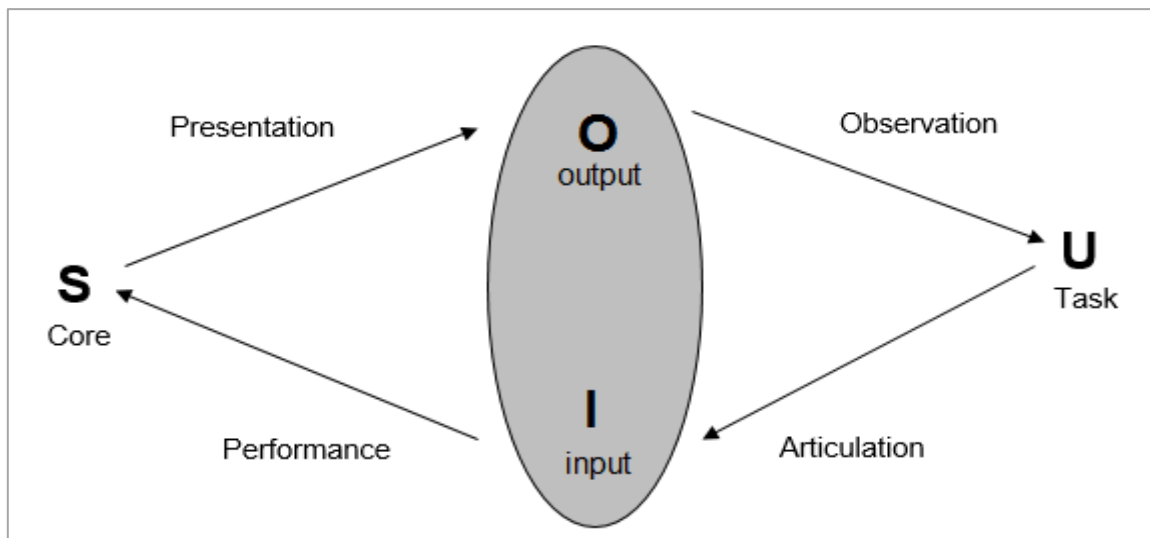 Presentation
O
output
Observation
S
Core
U
Task
I
input
Performance
Articulation